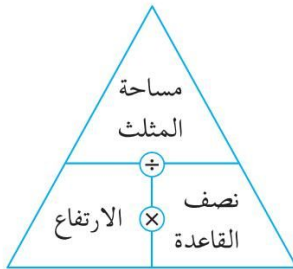 مساحة
المثلث
÷
نصف
القاعدة
×
الارتفاع